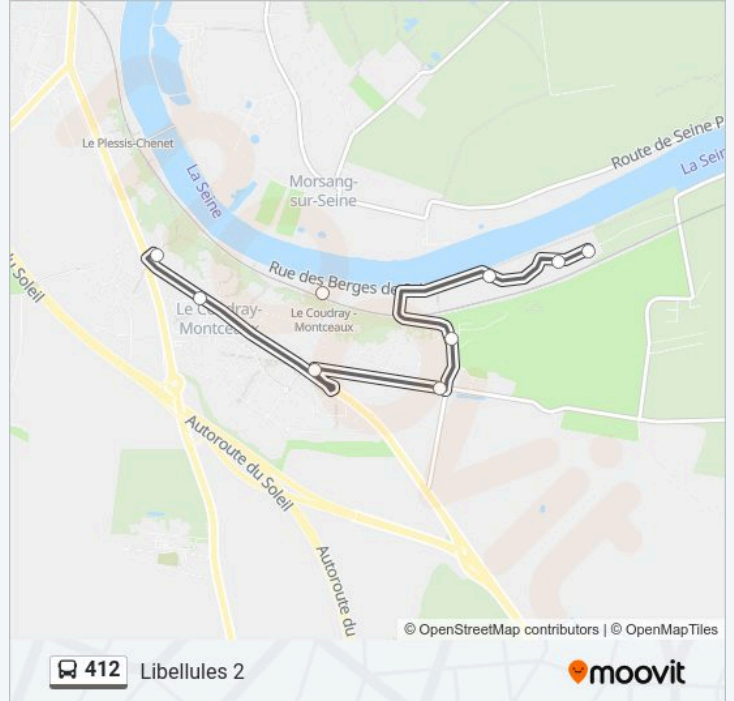 Route de Seine P
La Sein
Le Plessis-Chenet
La Seine
Morsang-
sur-Seine
Rue des Berges de
u Soleil
Le Coudray-
Montceaux
Le Coudray -
Montceaux
Autoroute du Soleil
Autoroute du
© OpenStreetMap contributors | © OpenMapTiles
412 Libellules 2
moovit